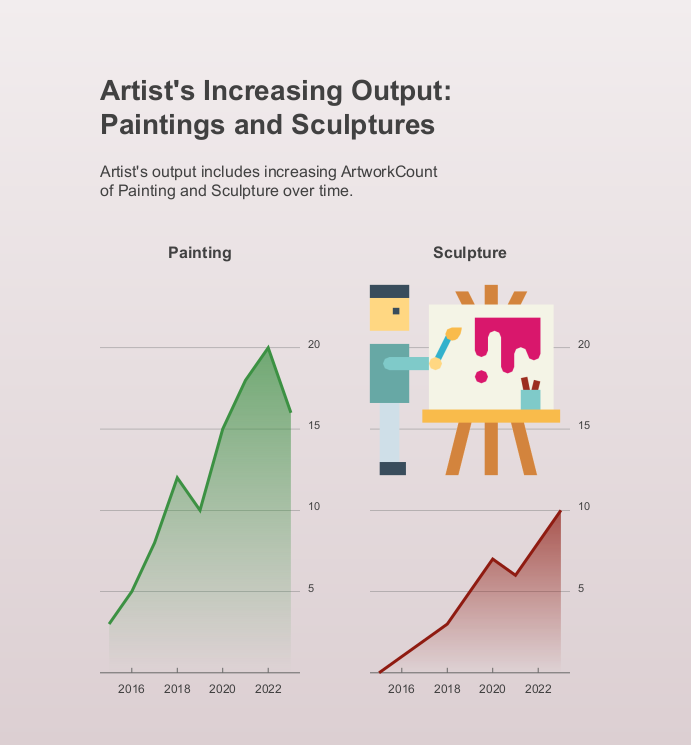 Artist's Increasing Output:
Paintings and Sculptures
Artist's output includes increasing ArtworkCount
of Painting and Sculpture over time.
Painting
20
15
10
5
2016 2018 2020 2022
Sculpture
20
15
10
5
2016 2018 2020 2022